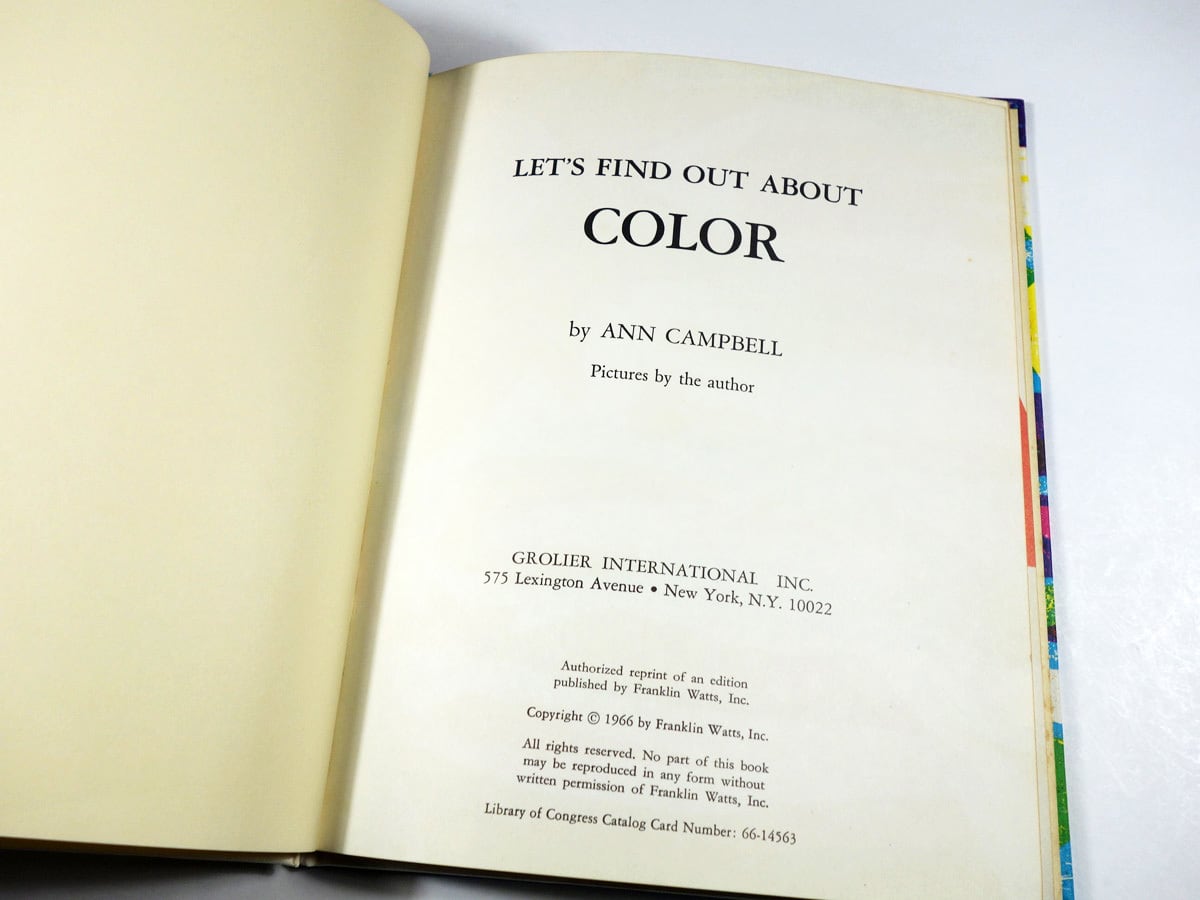 LET'S FIND OUT ABOUT
COLOR
by ANN CAMPBELL
Pictures by the author
GROLIER INTERNATIONAL INC.
575 Lexington Avenue • New York, N.Y. 10022
Authorized reprint of an edition
published by Franklin Watts, Inc.
Copyright © 1966 by Franklin Watts, Inc.
All rights reserved. No part of this book
may be reproduced in any form without
written permission of Franklin Watts, Inc.
Library of Congress Catalog Card Number: 66-14563